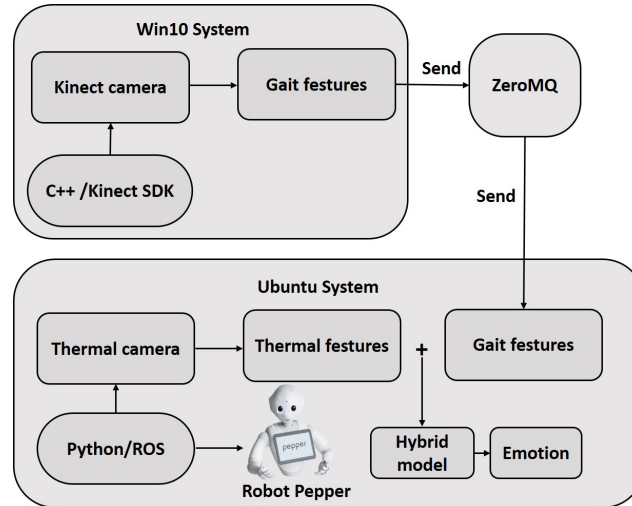 Win10 System
Kinect camera
Gait festures
Send
ZeroMQ
C++ /Kinect SDK
Send
Ubuntu System
Thermal camera
Thermal festures
+
Gait festures
Python/ROS
pepper
Robot Pepper
Hybrid
model
Emotion